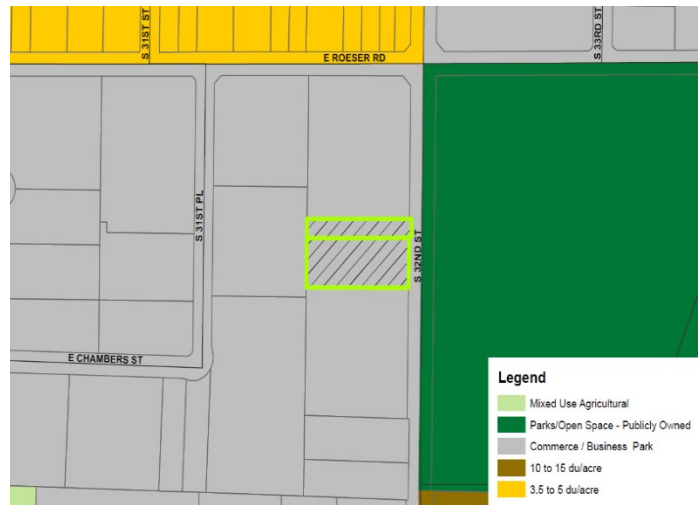 S 31ST ST
S 33RD ST
E ROESER RD
S 31ST PL
S 32ND ST
E CHAMBERS ST
Legend
Mixed Use Agricultural
Parks/Open Space - Publicly Owned
Commerce / Business Park
10 to 15 du/acre
3.5 to 5 du/acre